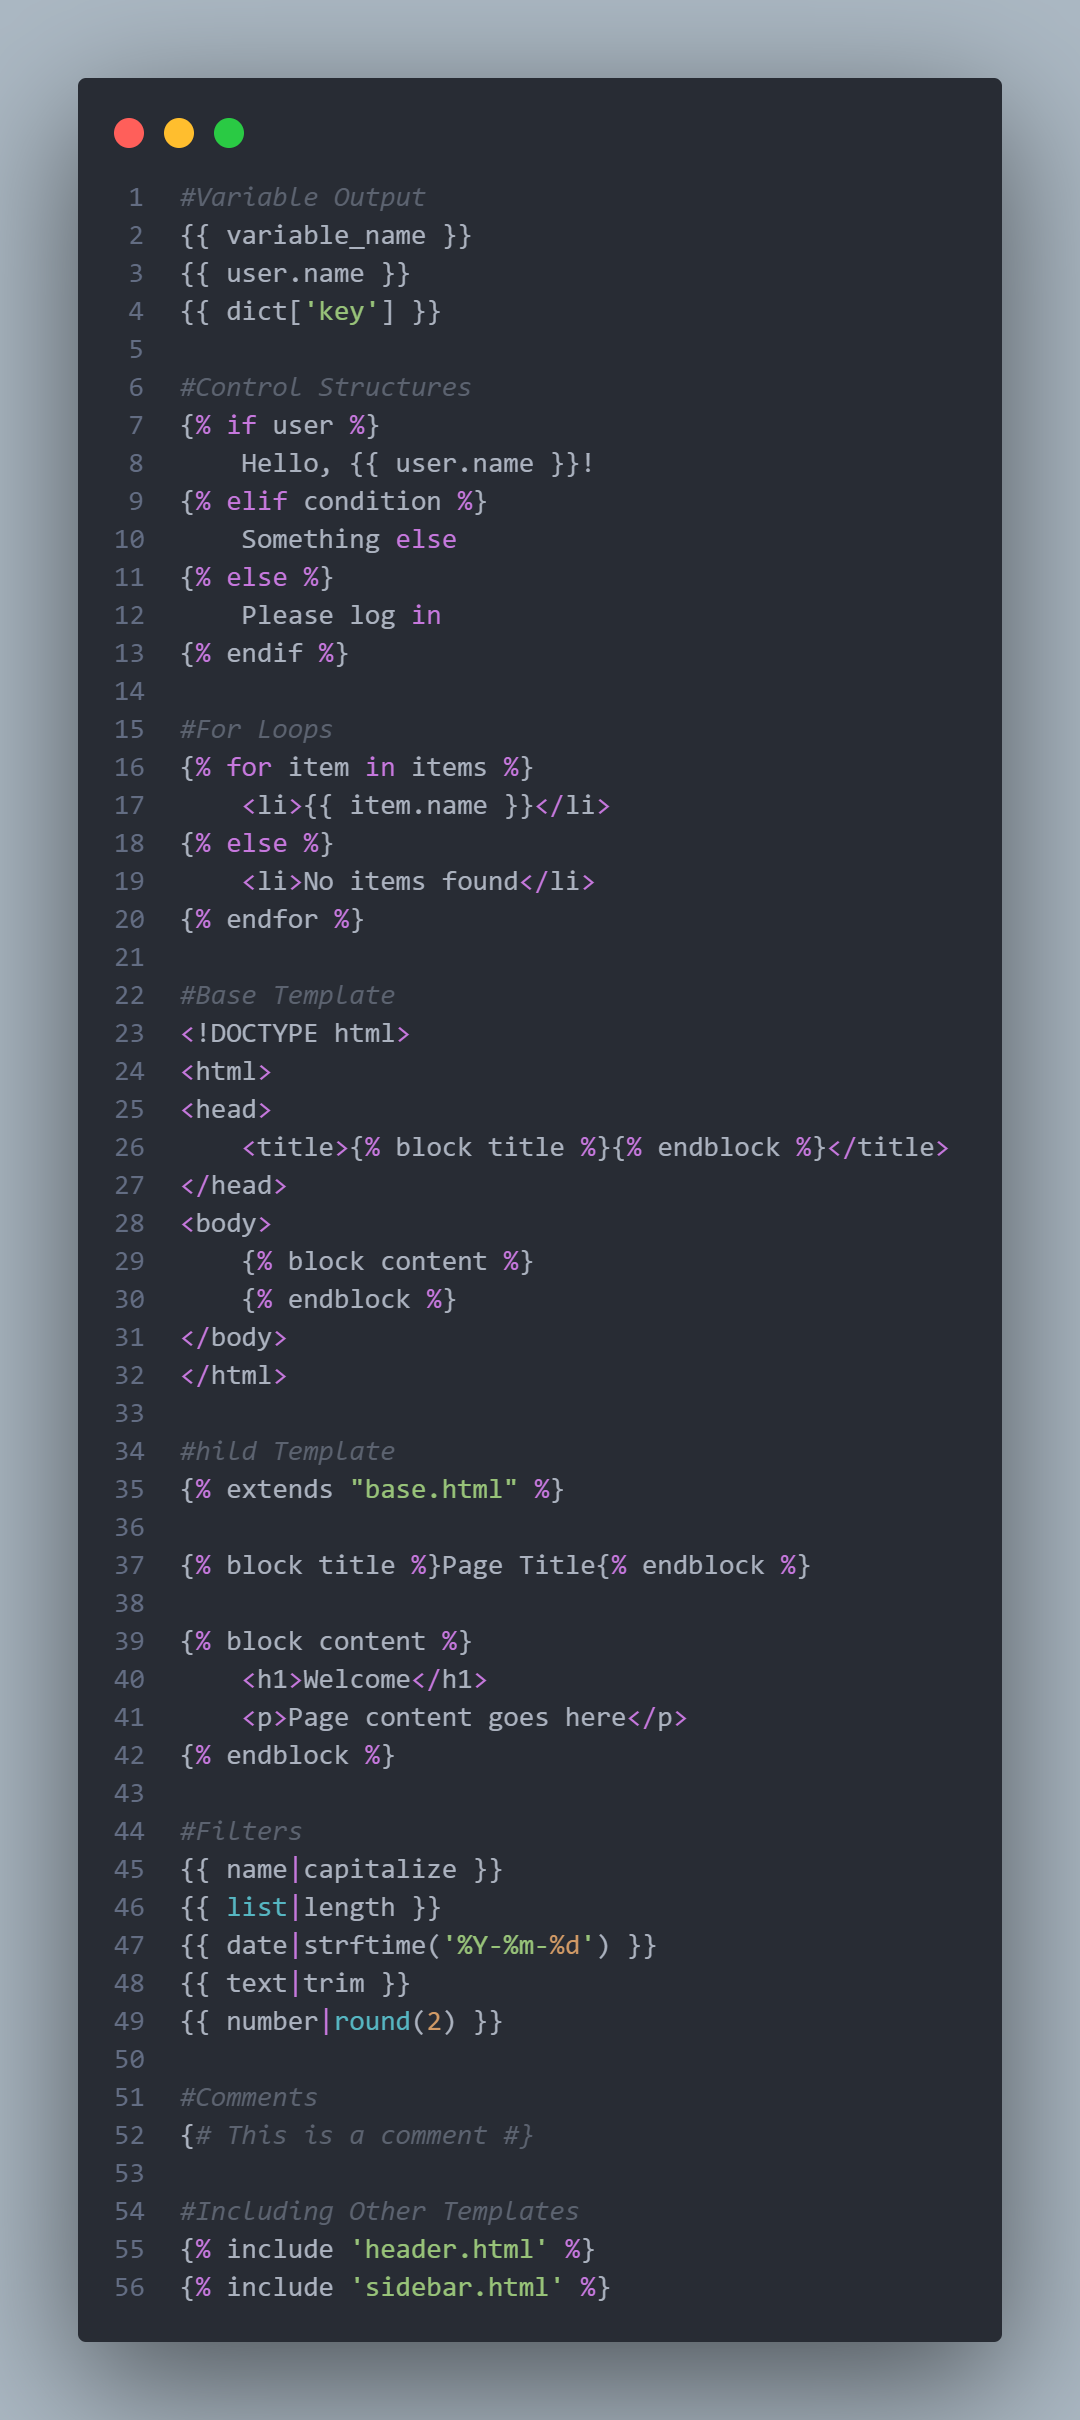 1 #Variable Output
2 {{ variable_name }}
3 {{ user.name }}
4 {{ dict['key'] }}
5
6 #Control Structures
7 {% if user %}
8     Hello, {{ user.name }}!
9 {% elif condition %}
10     Something else
11 {% else %}
12     Please log in
13 {% endif %}
14
15 #For Loops
16 {% for item in items %}
17     <li>{{ item.name }}</li>
18 {% else %}
19     <li>No items found</li>
20 {% endfor %}
21
22 #Base Template
23 <!DOCTYPE html>
24 <html>
25 <head>
26     <title>{% block title %}{% endblock %}</title>
27 </head>
28 <body>
29     {% block content %}
30     {% endblock %}
31 </body>
32 </html>
33
34 #hild Template
35 {% extends "base.html" %}
36
37 {% block title %}Page Title{% endblock %}
38
39 {% block content %}
40     <h1>Welcome</h1>
41     <p>Page content goes here</p>
42 {% endblock %}
43
44 #Filters
45 {{ name|capitalize }}
46 {{ list|length }}
47 {{ date|strftime('%Y-%m-%d') }}
48 {{ text|trim }}
49 {{ number|round(2) }}
50
51 #Comments
52 {# This is a comment #}
53
54 #Including Other Templates
55 {% include 'header.html' %}
56 {% include 'sidebar.html' %}